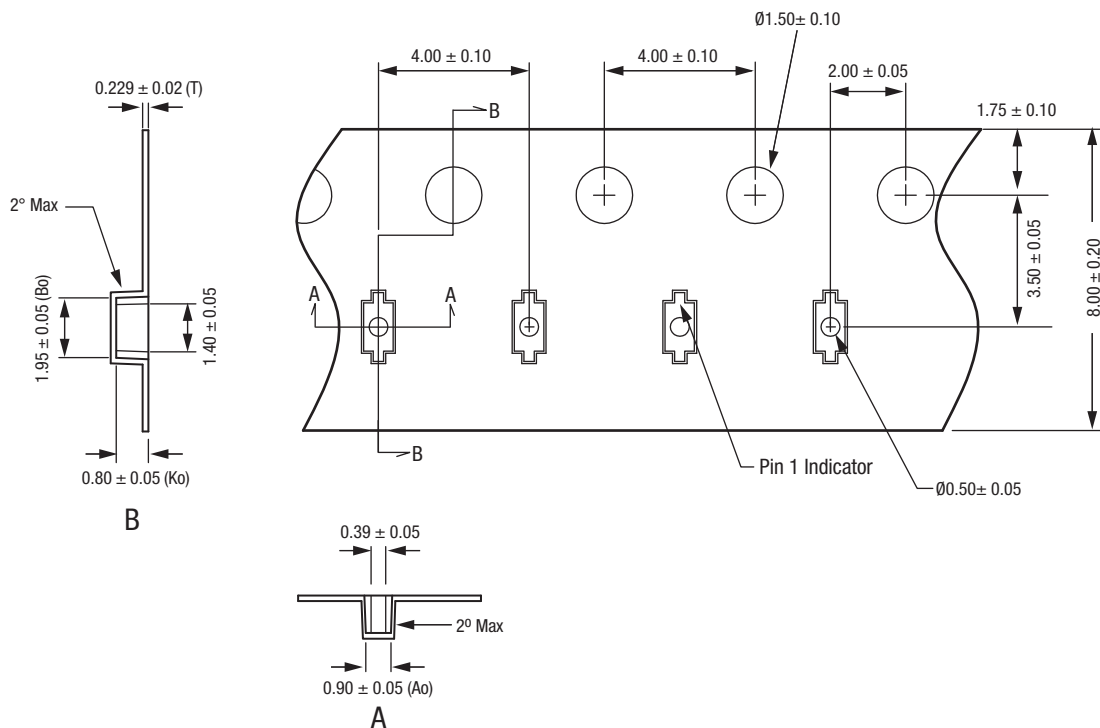 Ø1.50± 0.10
4.00 ± 0.10
4.00 ± 0.10
2.00 ± 0.05
0.229 ± 0.02 (T)
1.75 ± 0.10
B
2° Max
3.50 ± 0.05
8.00 ± 0.20
A
A
1.95 ± 0.05 (Bo)
1.40 ± 0.05
B
Pin 1 Indicator
0.80 ± 0.05 (Ko)
Ø0.50± 0.05
B
0.39 ± 0.05
2º Max
0.90 ± 0.05 (Ao)
A